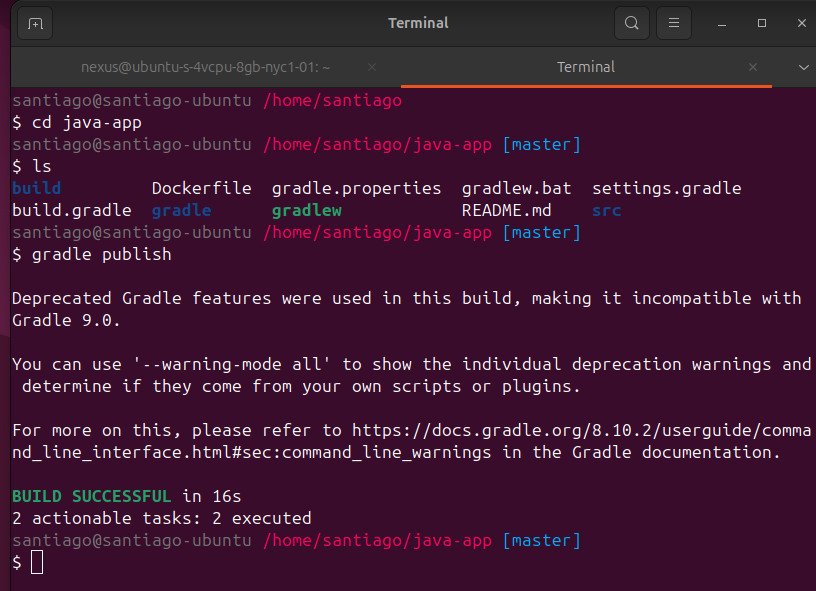 Terminal
nexus@ubuntu-s-4vcpu-8gb-nyc1-01: ~
Terminal
santiago@santiago-ubuntu /home/santiago
$ cd java-app
santiago@santiago-ubuntu /home/santiago/java-app [master]
$ ls
build Dockerfile gradle.properties gradlew.bat settings.gradle
build.gradle gradle gradlew README.md src
santiago@santiago-ubuntu /home/santiago/java-app [master]
$ gradle publish
Deprecated Gradle features were used in this build, making it incompatible with
Gradle 9.0.
You can use '--warning-mode all' to show the individual deprecation warnings and
determine if they come from your own scripts or plugins.
For more on this, please refer to https://docs.gradle.org/8.10.2/userguide/comma
nd_line_interface.html#sec:command_line_warnings in the Gradle documentation.
BUILD SUCCESSFUL in 16s
2 actionable tasks: 2 executed
santiago@santiago-ubuntu /home/santiago/java-app [master]
$